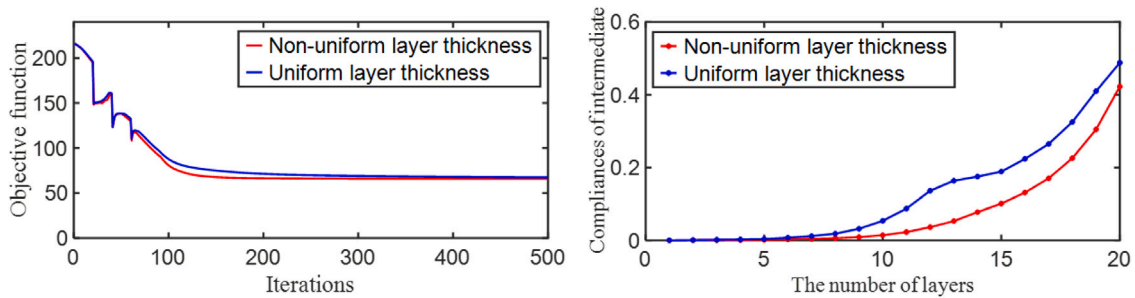 Objective function
200
150
100
50
0
Non-uniform layer thickness
Uniform layer thickness
0 100 200 300 400 500
Iterations
Compliances of intermediate
0.6
0.4
0.2
0
Non-uniform layer thickness
Uniform layer thickness
0 5 10 15 20
The number of layers